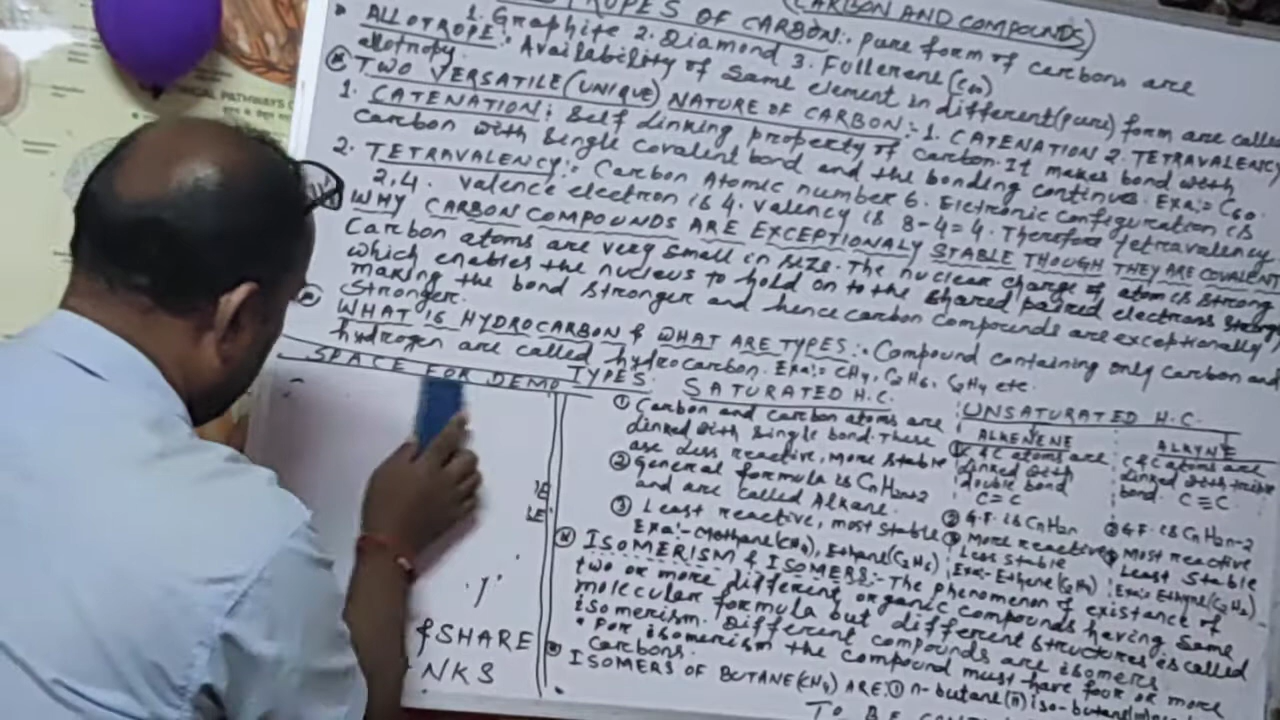 TROPES OF CARBON:. pure form of carbons are
(CARBON AND COMPOUNDS)
1. Graphite 2. Diamond 3. Fullerene (C60)
ALLOTROPE:. Availability of same element in different (pure) form are called
allotropy.
TWO VERSATILE (UNIQUE) NATURE OF CARBON:- 1. CATENATION 2. TETRAVALENCY
1. CATENATION: Self linking property of carbon. It makes bond with
carbon with single covalent bond and the bonding continues. Exa:= C60.
2. TETRAVALENCY:. Carbon Atomic number 6. Elctronic configuration is
2,4. Valence electron is 4. Valency is 8-4=4. Therefore tetravalency
WHY CARBON COMPOUNDS ARE EXCEPTIONALY STABLE THOUGH THEY ARE COVALENT
Carbon atoms are very small in size. The nuclear charge of atom is strong
which enables the nucleus to hold on to the shared paired electrons
making the bond stronger and hence carbon compounds are exceptionally
stronger.
WHAT IS HYDROCARBON & WHAT ARE TYPES:. Compound containing only carbon and
hydrogen are called hydrocarbon. Exa:= CH4, C2H6, C2H4 etc.
SPACE FOR DEMO
TYPES:
SATURATED H.C.
① Carbon and carbon atoms are
linked with single bond. These
are less reactive, more stable
② General formula is CnH2n+2
and are called Alkane.
③ Least reactive, most stable
Exa:- Methane(CH4), Ethane(C2H6)
UNSATURATED H.C.
ALKENENE
① C&C atoms are
linked with
double bond
C=C
② G.F. is CnH2n
③ More reactive
Less stable
Exa:- Ethene(C2H4)
ALKYNE
C&C atoms are
linked with triple
bond. C≡C
② G.F. is CnH2n-2
Most reactive
Least stable
Exa:- Ethyne(C2H2)
ISOMERISM & ISOMERS:- The phenomenon of existance of
two or more different organic compounds having same
molecular formula but different structures is called
isomerism. Different compounds are isomers.
• For isomerism the compound must have four or more
carbons.
ISOMERS OF BUTANE(CH4) ARE: ① n-butane (ii) iso-butane
TO BE
& SHARE
NKS